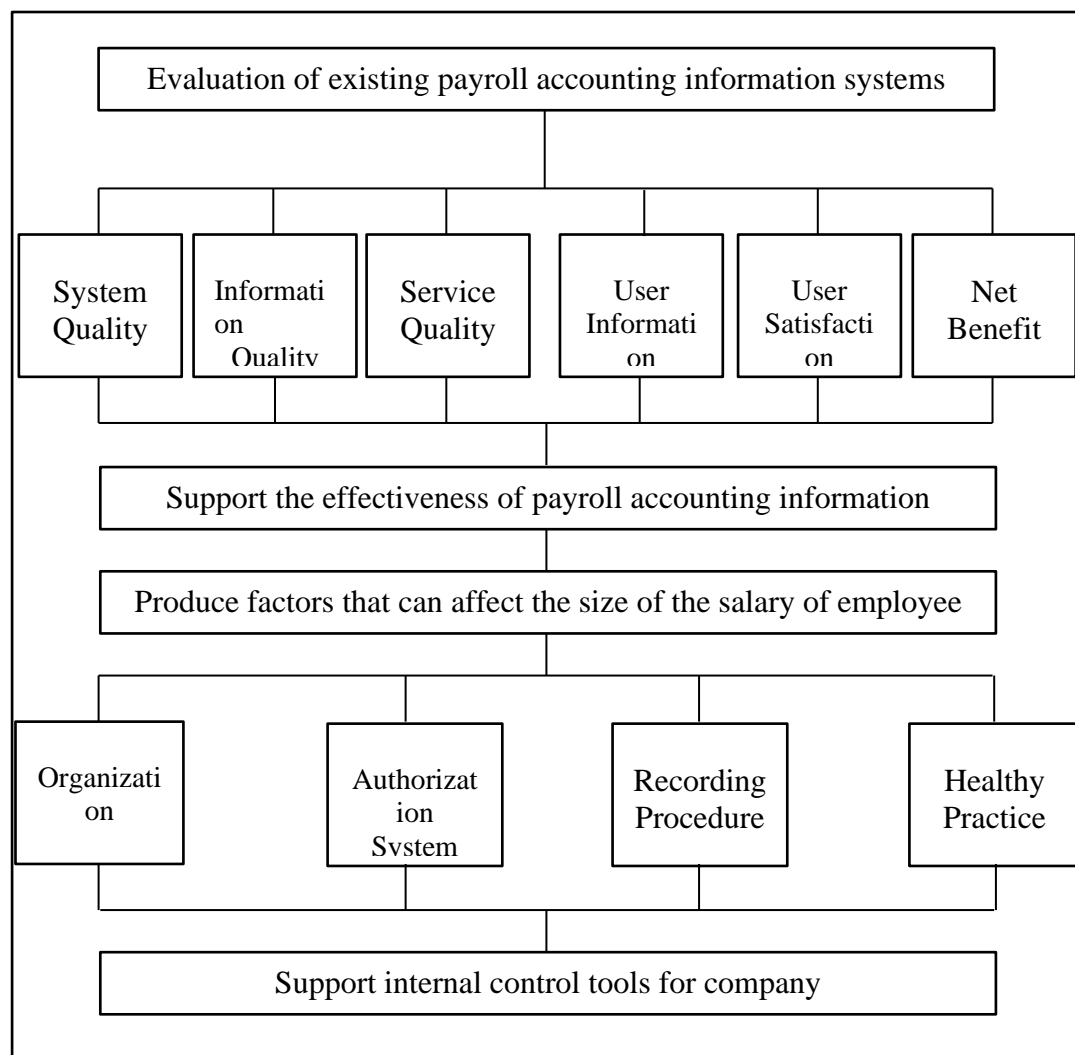 Evaluation of existing payroll accounting information systems
System
Quality
Informati
on
Quality
Service
Quality
User
Informati
on
User
Satisfacti
on
Net
Benefit
Support the effectiveness of payroll accounting information
Produce factors that can affect the size of the salary of employee
Organizati
on
Authorizat
ion
System
Recording
Procedure
Healthy
Practice
Support internal control tools for company